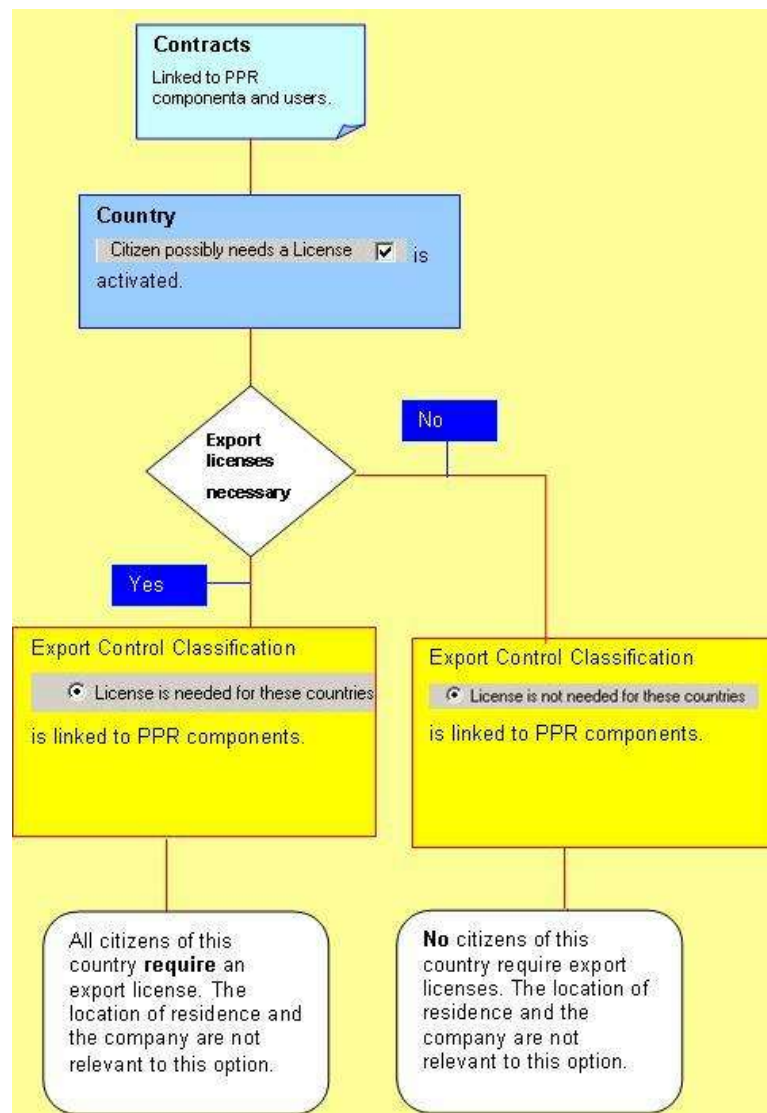 Contracts
Linked to PPR
componenta and users.
Country
Citizen possibly needs a License is
activated.
No
Export
licenses
necessary
Yes
Export Control Classification
License is needed for these countries
is linked to PPR components.
Export Control Classification
License is not needed for these countries
is linked to PPR components.
All citizens of this
country require an
export license. The
location of residence and
the company are not
relevant to this option.
No citizens of this
country require export
licenses. The location of
residence and the
company are not
relevant to this option.